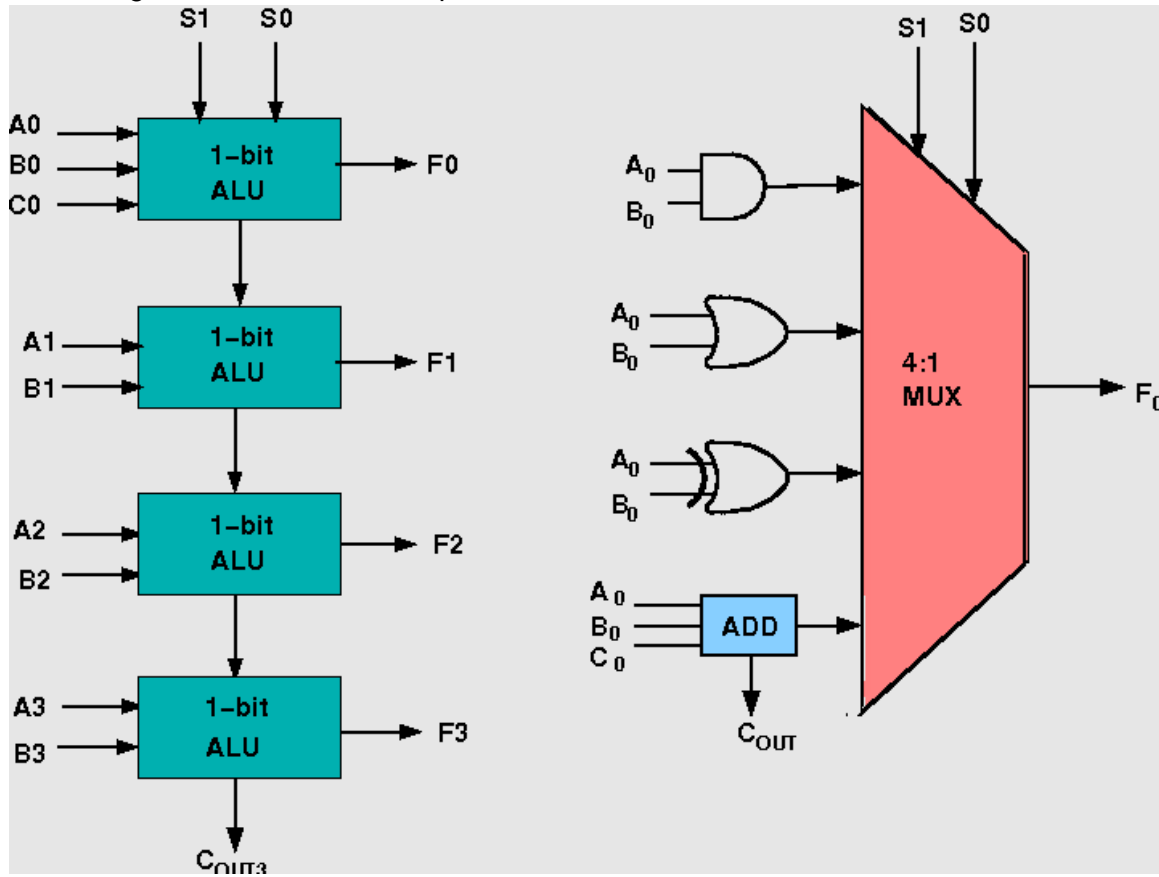 S1 S0
A0
B0
C0
1-bit
ALU
F0
A1
B1
1-bit
ALU
F1
A2
B2
1-bit
ALU
F2
A3
B3
1-bit
ALU
F3
COUT3
S1 S0
A0
B0
A0
B0
A0
B0
A0
B0
C0
ADD
COUT
4:1
MUX
F0